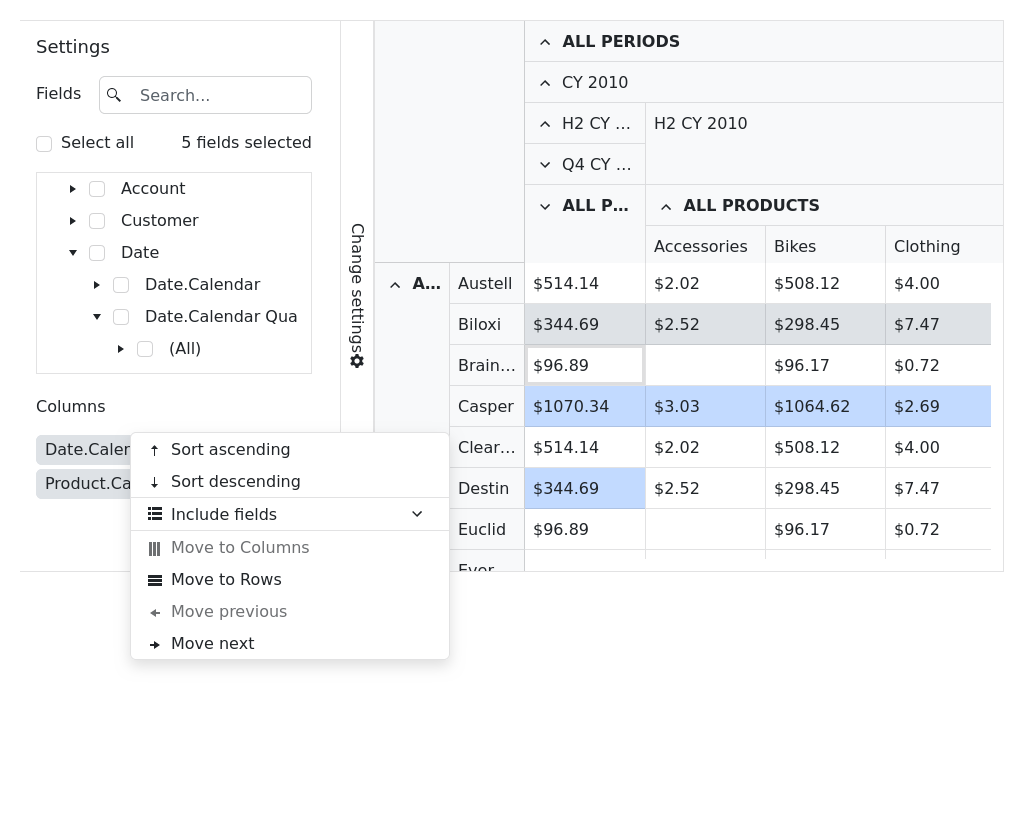 Settings
Fields
Search...
Select all
5 fields selected
Account
Customer
Date
Date.Calendar
Date.Calendar Qua
(All)
Columns
Date.Calen
Product.Ca
Sort ascending
Sort descending
Include fields
Move to Columns
Move to Rows
Move previous
Move next
Change settings
ALL PERIODS
CY 2010
H2 CY ... H2 CY 2010
Q4 CY ...
ALL P... ALL PRODUCTS
Accessories Bikes Clothing
A... Austell $514.14 $2.02 $508.12 $4.00
Biloxi $344.69 $2.52 $298.45 $7.47
Brain... $96.89 $96.17 $0.72
Casper $1070.34 $3.03 $1064.62 $2.69
Clear... $514.14 $2.02 $508.12 $4.00
Destin $344.69 $2.52 $298.45 $7.47
Euclid $96.89 $96.17 $0.72